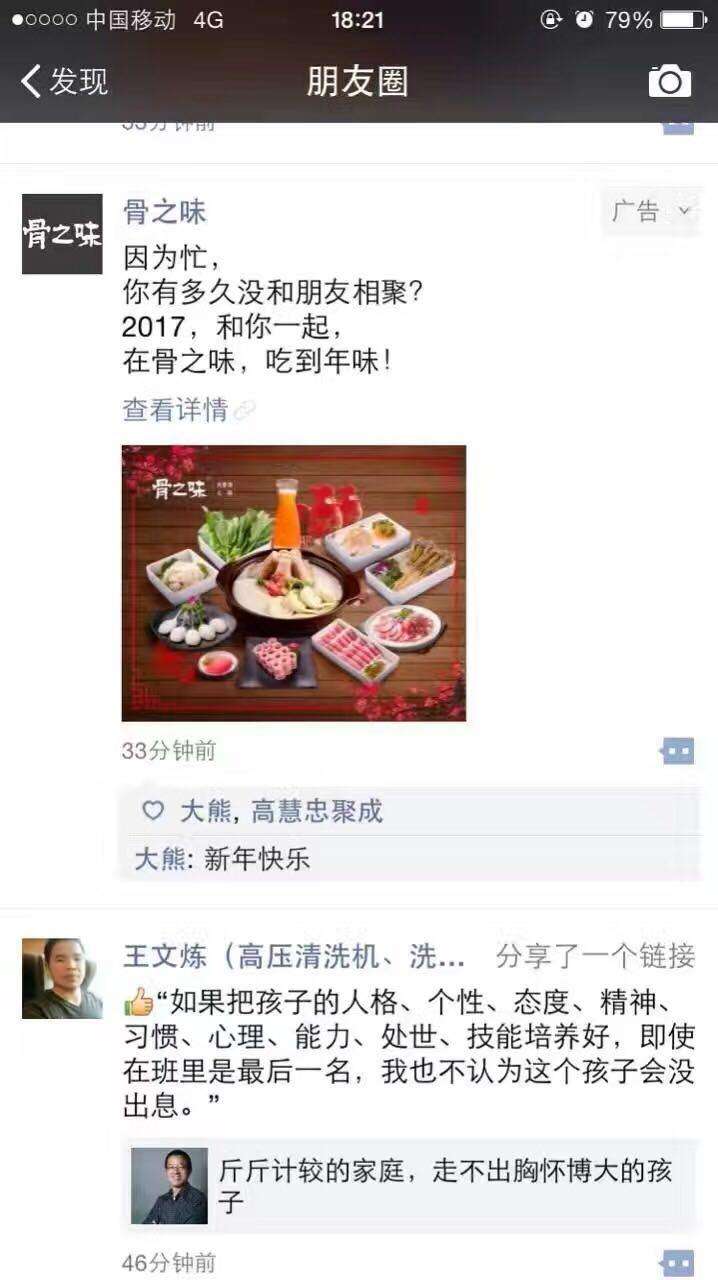 中国移动 4G 18:21 79%
发现 朋友圈
33分钟前
骨之味 骨之味 广告
因为忙，
你有多久没和朋友相聚？
2017，和你一起，
在骨之味，吃到年味！
查看详情
骨之味
33分钟前
大熊, 高慧忠聚成
大熊: 新年快乐
王文炼（高压清洗机、洗... 分享了一个链接
“如果把孩子的人格、个性、态度、精神、
习惯、心理、能力、处世、技能培养好，即使
在班里是最后一名，我也不认为这个孩子会没
出息。”
斤斤计较的家庭，走不出胸怀博大的孩
子
46分钟前